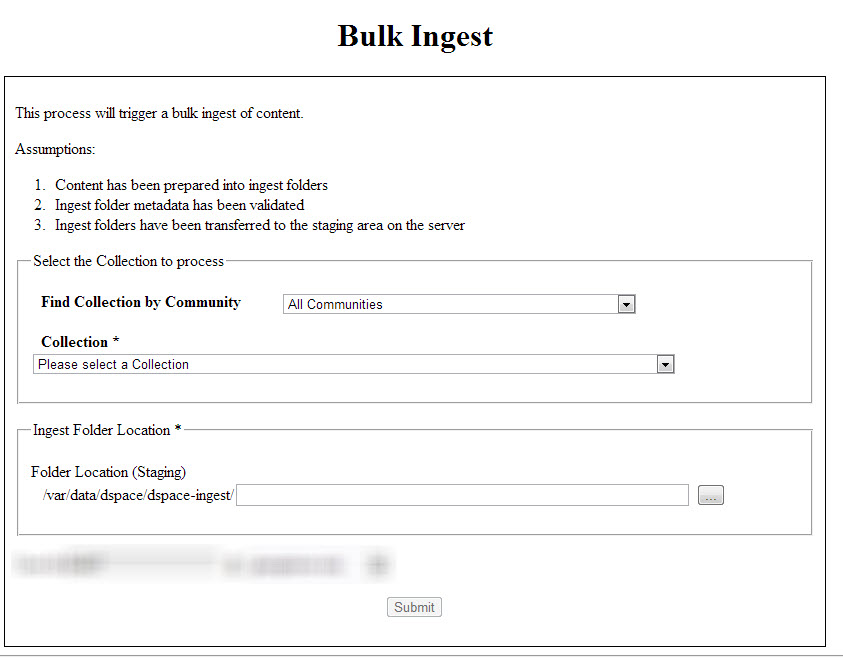 Bulk Ingest
This process will trigger a bulk ingest of content.
Assumptions:
1. Content has been prepared into ingest folders
2. Ingest folder metadata has been validated
3. Ingest folders have been transferred to the staging area on the server
Select the Collection to process
Find Collection by Community All Communities
Collection *
Please select a Collection
Ingest Folder Location *
Folder Location (Staging)
/var/data/dspace/dspace-ingest/ ...
Submit